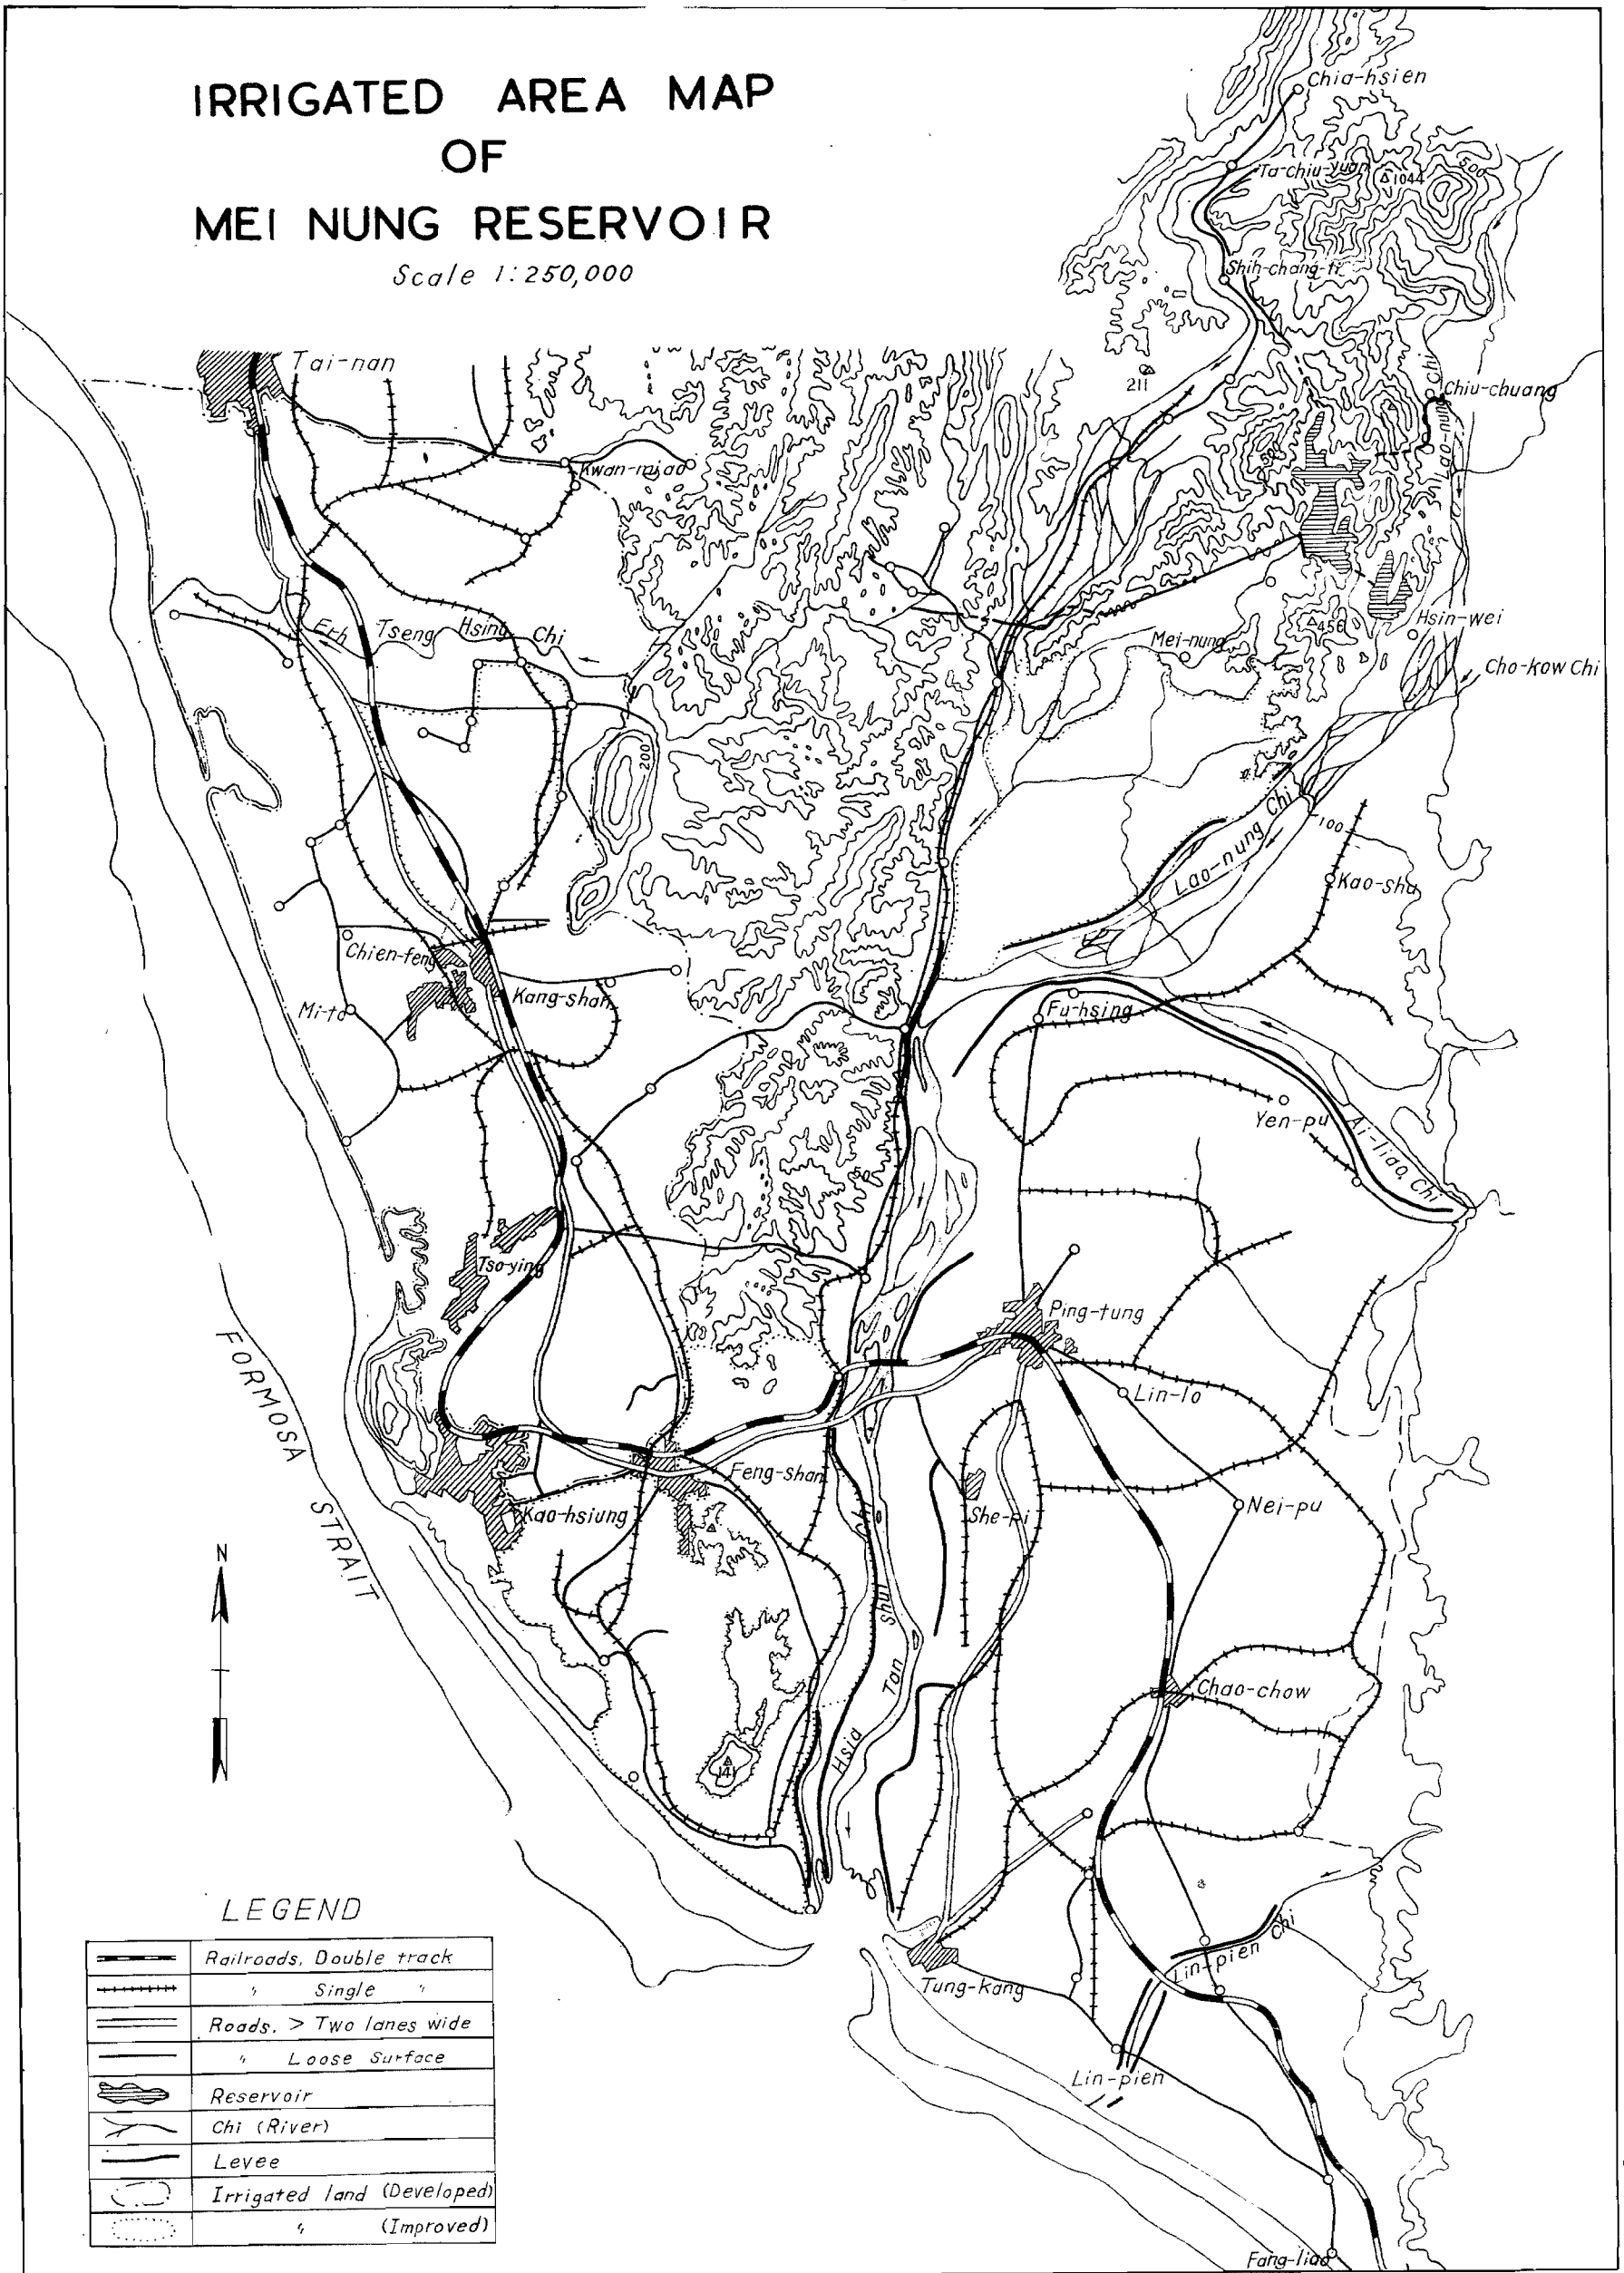 IRRIGATED AREA MAP
OF
MEI NUNG RESERVOIR
Scale 1:250,000
Chia-hsien
Ta-chiu-yuan
1044
500
Shih-chang-ti
211
Chiu-chuang
Tai-nan
Kwan-miao
Erh Tseng Hsing Chi
Mei-nung
456
Hsin-wei
Cho-kow Chi
200
Lao-nung Chi
100
Kao-shu
Chien-feng
Kang-shan
Mi-to
Fu-hsing
Yen-pu
Ai-liao Chi
50
Tso-ying
Ping-tung
Lin-lo
FORMOSA STRAIT
Feng-shan
Kao-hsiung
She-pi
Nei-pu
N
Hsia Tan Shui
Chao-chow
141
Lin-pien Chi
Tung-kang
Lin-pien
Fang-liao
LEGEND
Railroads, Double track
" Single "
Roads. > Two lanes wide
" Loose Surface
Reservoir
Chi (River)
Levee
Irrigated land (Developed)
" (Improved)